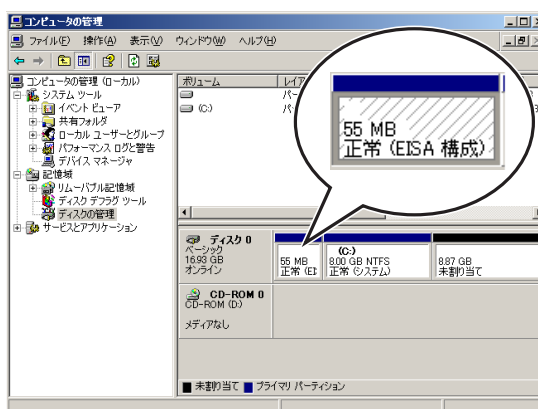 コンピュータの管理
ファイル(F) 操作(A) 表示(V) ウィンドウ(W) ヘルプ(H)
コンピュータの管理 (ローカル)
システム ツール
イベント ビューア
共有フォルダ
ローカル ユーザーとグループ
パフォーマンス ログと警告
デバイス マネージャ
記憶域
リムーバブル記憶域
ディスク デフラグ ツール
ディスクの管理
サービスとアプリケーション
ボリューム レイア
パー
(C:) パー
55 MB
正常 (EISA 構成)
ディスク 0
ベーシック
16.93 GB
オンライン
55 MB
正常 (EI
(C:)
8.00 GB NTFS
正常 (システム)
8.87 GB
未割り当て
CD-ROM 0
CD-ROM (D:)
メディアなし
未割り当て プライマリ パーティション